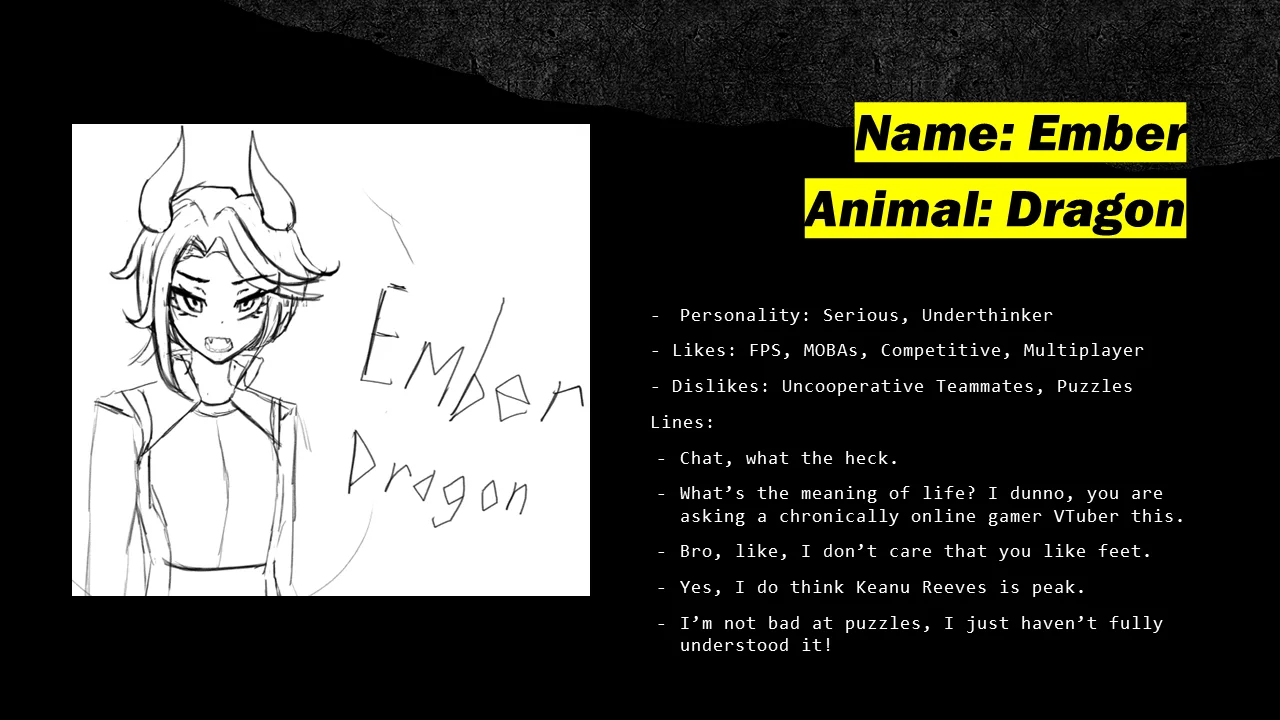 Name: Ember
Animal: Dragon
Ember
Dragon
- Personality: Serious, Underthinker
- Likes: FPS, MOBAs, Competitive, Multiplayer
- Dislikes: Uncooperative Teammates, Puzzles
Lines:
- Chat, what the heck.
- What’s the meaning of life? I dunno, you are
asking a chronically online gamer VTuber this.
- Bro, like, I don’t care that you like feet.
- Yes, I do think Keanu Reeves is peak.
- I’m not bad at puzzles, I just haven’t fully
understood it!